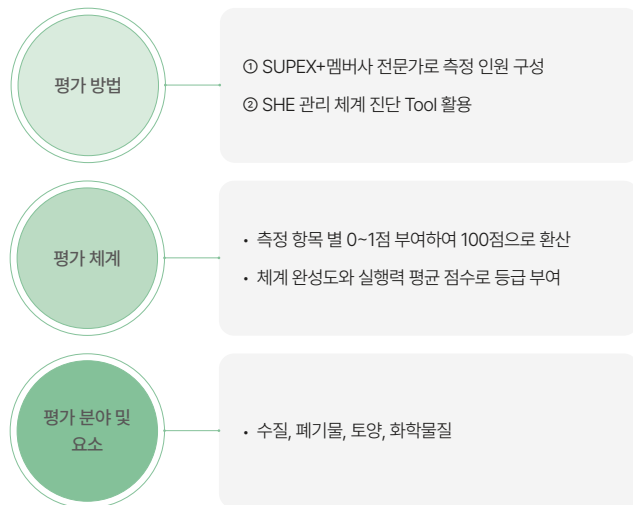 평가 방법
① SUPEX+멤버사 전문가로 측정 인원 구성
② SHE 관리 체계 진단 Tool 활용
평가 체계
• 측정 항목 별 0~1점 부여하여 100점으로 환산
• 체계 완성도와 실행력 평균 점수로 등급 부여
평가 분야 및
요소
• 수질, 폐기물, 토양, 화학물질